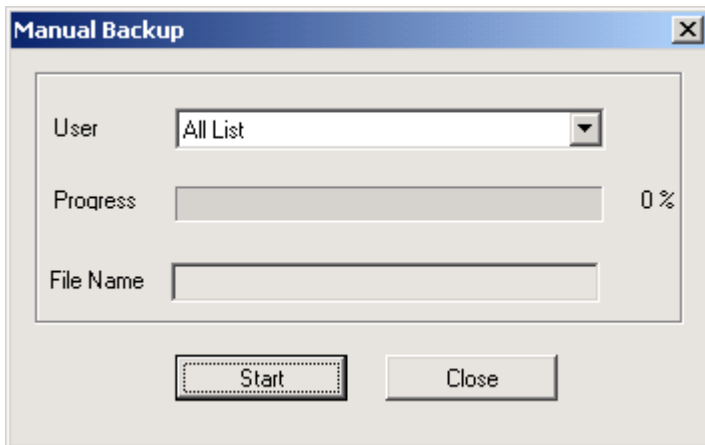 Manual Backup
User All List
Progress 0 %
File Name
Start Close